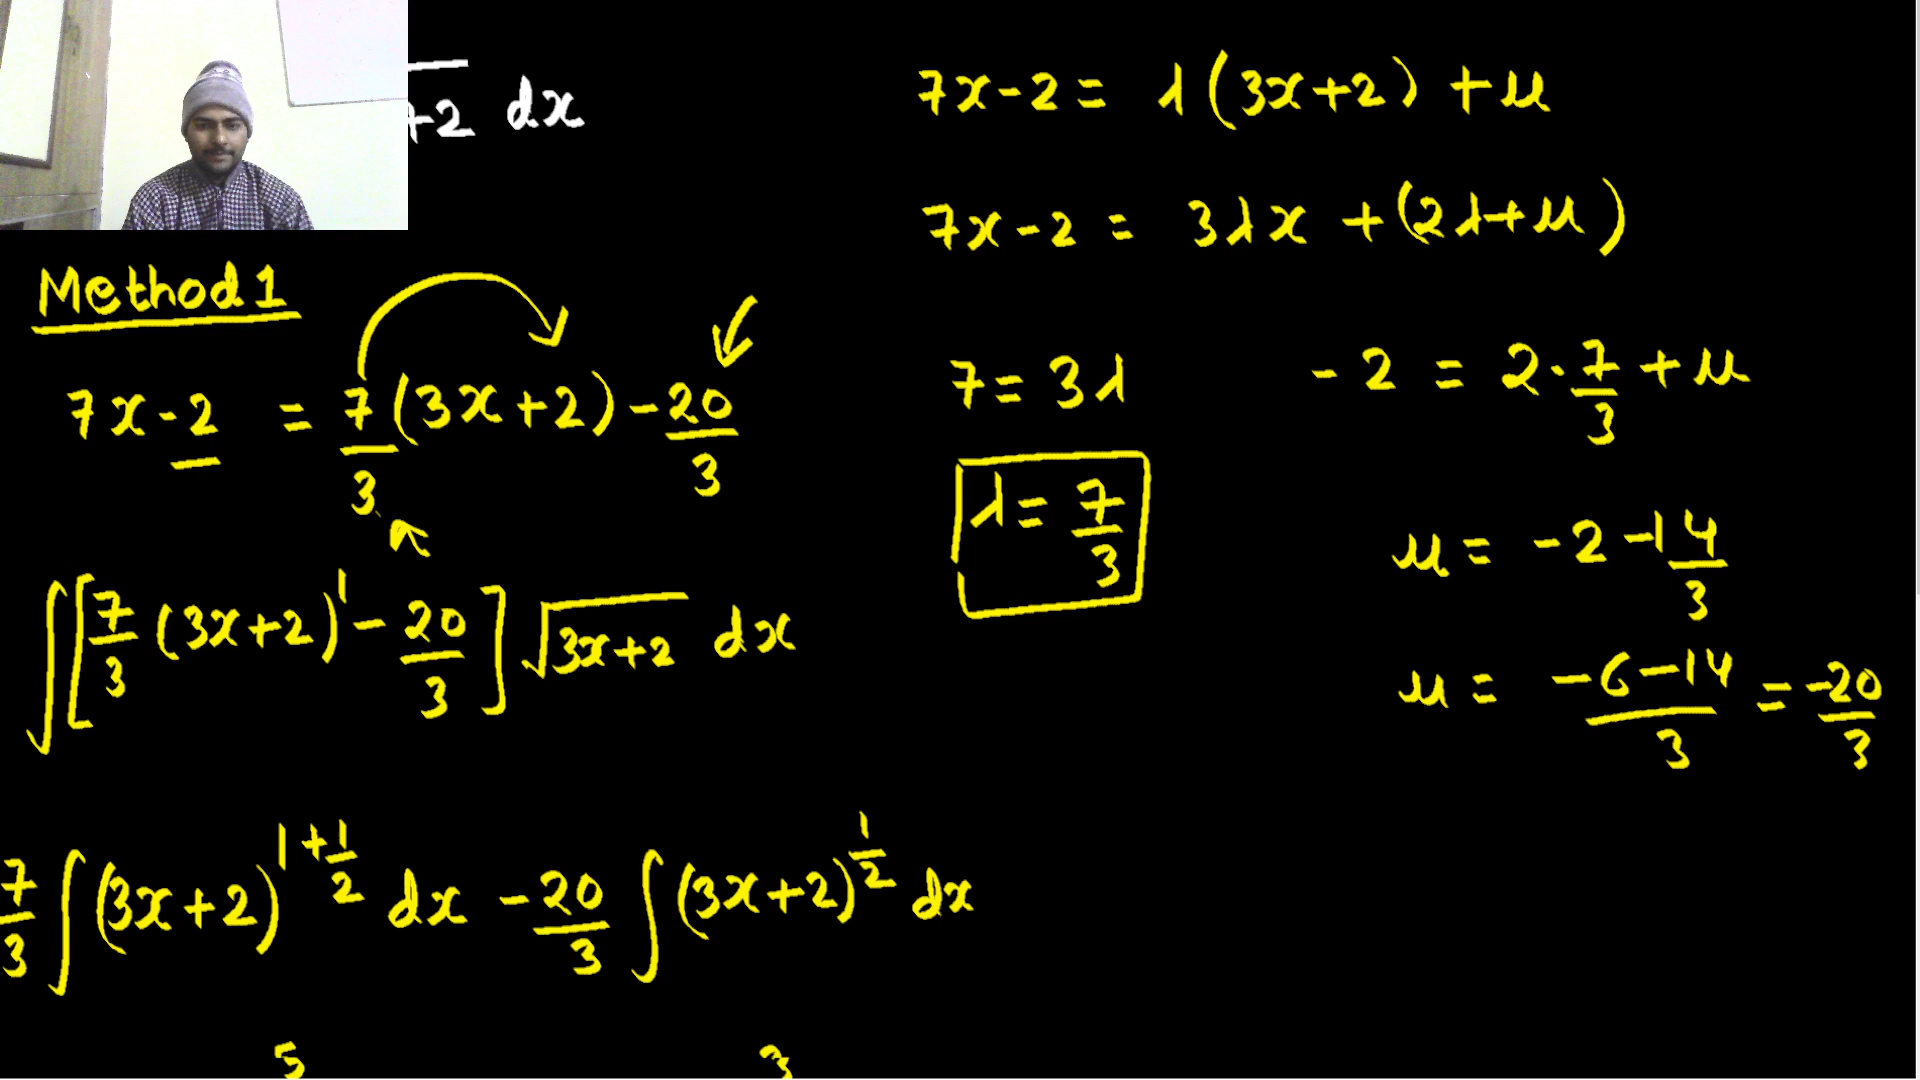 +2 dx
Method 1
7x-2 = 7/3 (3x+2) - 20/3
∫ [7/3 (3x+2)^1 - 20/3] √(3x+2) dx
7/3 ∫ (3x+2)^(1+1/2) dx - 20/3 ∫ (3x+2)^(1/2) dx
5 3
7x-2 = λ(3x+2) + μ
7x-2 = 3λx + (2λ+μ)
7 = 3λ
λ = 7/3
-2 = 2·7/3 + μ
μ = -2 -14/3
μ = (-6-14)/3 = -20/3